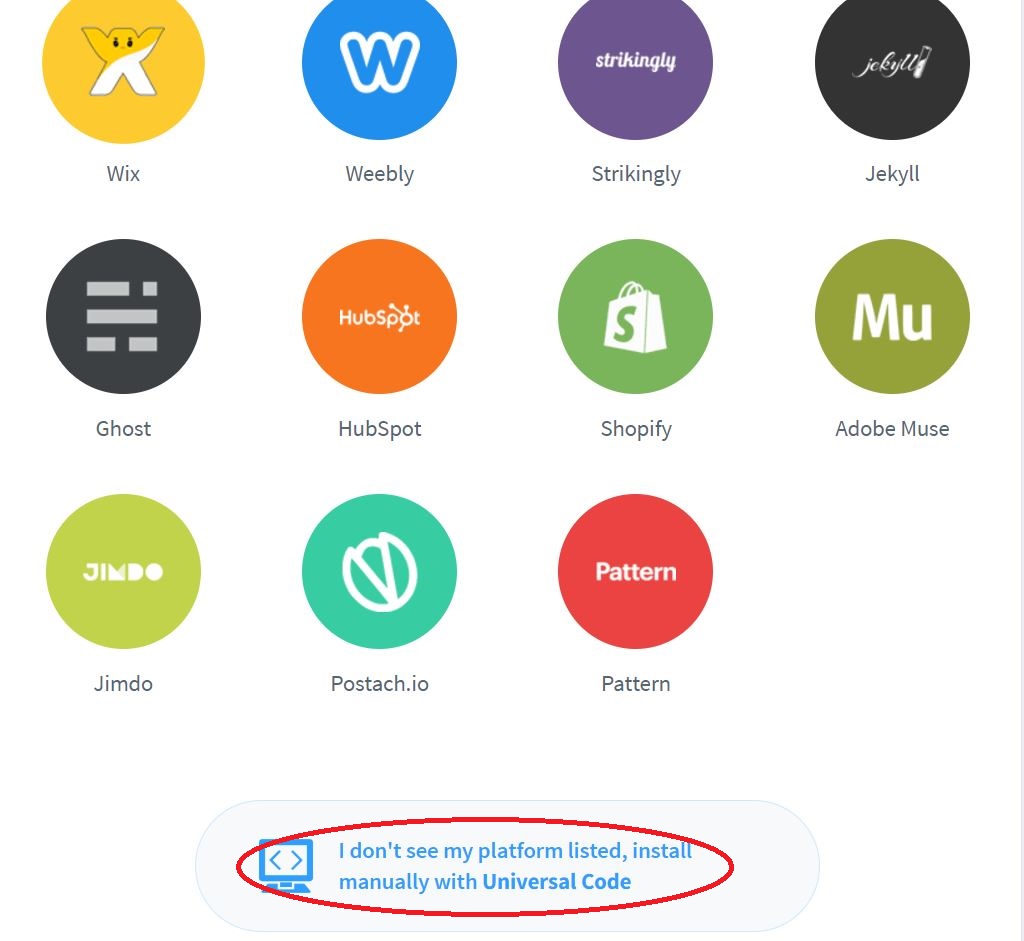 strikingly
jekyll
Wix
Weebly
Strikingly
Jekyll
HubSpot
S
Mu
Ghost
HubSpot
Shopify
Adobe Muse
JIMDO
Pattern
Jimdo
Postach.io
Pattern
I don't see my platform listed, install
manually with Universal Code